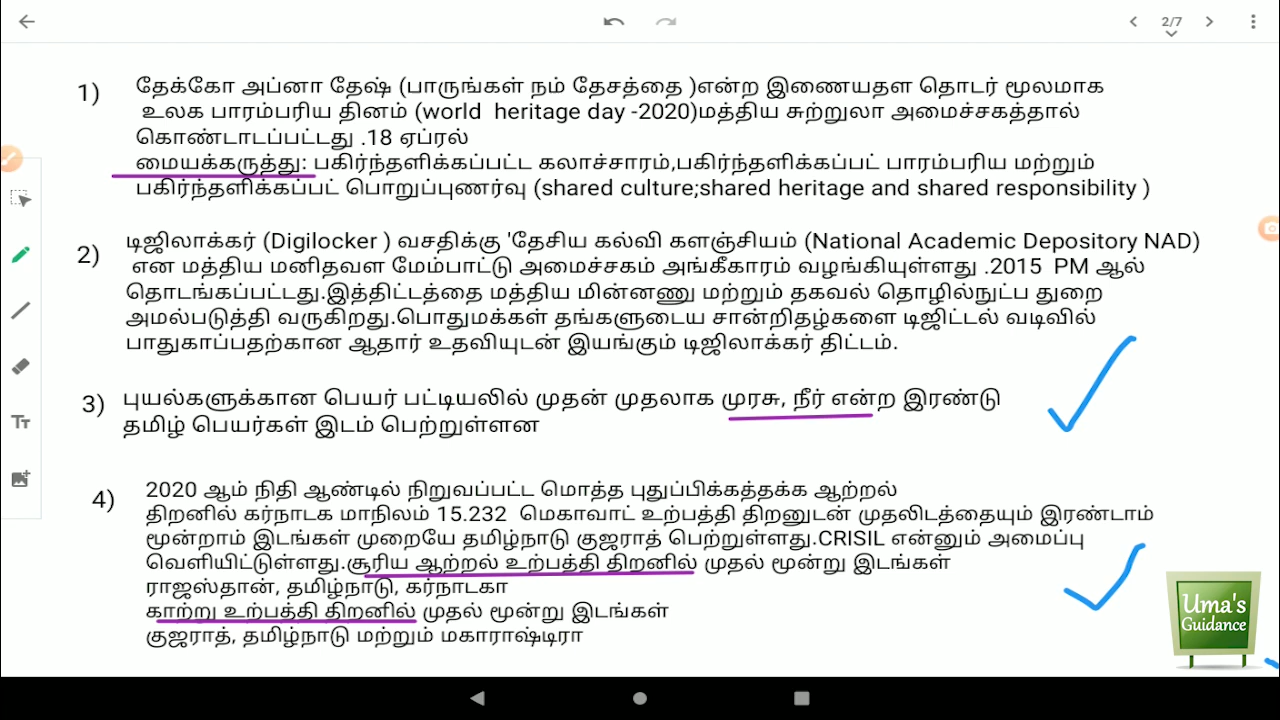 2/7
1) தேக்கோ அப்னா தேஷ் (பாருங்கள் நம் தேசத்தை )என்ற இணையதள தொடர் மூலமாக
உலக பாரம்பரிய தினம் (world heritage day -2020)மத்திய சுற்றுலா அமைச்சகத்தால்
கொண்டாடப்பட்டது .18 ஏப்ரல்
மையக்கருத்து: பகிர்ந்தளிக்கப்பட்ட கலாச்சாரம்,பகிர்ந்தளிக்கப்பட் பாரம்பரிய மற்றும்
பகிர்ந்தளிக்கப்பட் பொறுப்புணர்வு (shared culture;shared heritage and shared responsibility )
2) டிஜிலாக்கர் (Digilocker ) வசதிக்கு 'தேசிய கல்வி களஞ்சியம் (National Academic Depository NAD)
என மத்திய மனிதவள மேம்பாட்டு அமைச்சகம் அங்கீகாரம் வழங்கியுள்ளது .2015 PM ஆல்
தொடங்கப்பட்டது.இத்திட்டத்தை மத்திய மின்னணு மற்றும் தகவல் தொழில்நுட்ப துறை
அமல்படுத்தி வருகிறது.பொதுமக்கள் தங்களுடைய சான்றிதழ்களை டிஜிட்டல் வடிவில்
பாதுகாப்பதற்கான ஆதார் உதவியுடன் இயங்கும் டிஜிலாக்கர் திட்டம்.
3) புயல்களுக்கான பெயர் பட்டியலில் முதன் முதலாக முரசு, நீர் என்ற இரண்டு
தமிழ் பெயர்கள் இடம் பெற்றுள்ளன
4) 2020 ஆம் நிதி ஆண்டில் நிறுவப்பட்ட மொத்த புதுப்பிக்கத்தக்க ஆற்றல்
திறனில் கர்நாடக மாநிலம் 15.232 மெகாவாட் உற்பத்தி திறனுடன் முதலிடத்தையும் இரண்டாம்
மூன்றாம் இடங்கள் முறையே தமிழ்நாடு குஜராத் பெற்றுள்ளது.CRISIL என்னும் அமைப்பு
வெளியிட்டுள்ளது.சூரிய ஆற்றல் உற்பத்தி திறனில் முதல் மூன்று இடங்கள்
ராஜஸ்தான், தமிழ்நாடு, கர்நாடகா
காற்று உற்பத்தி திறனில் முதல் மூன்று இடங்கள்
குஜராத், தமிழ்நாடு மற்றும் மகாராஷ்டிரா
Tт
Uma's
Guidance